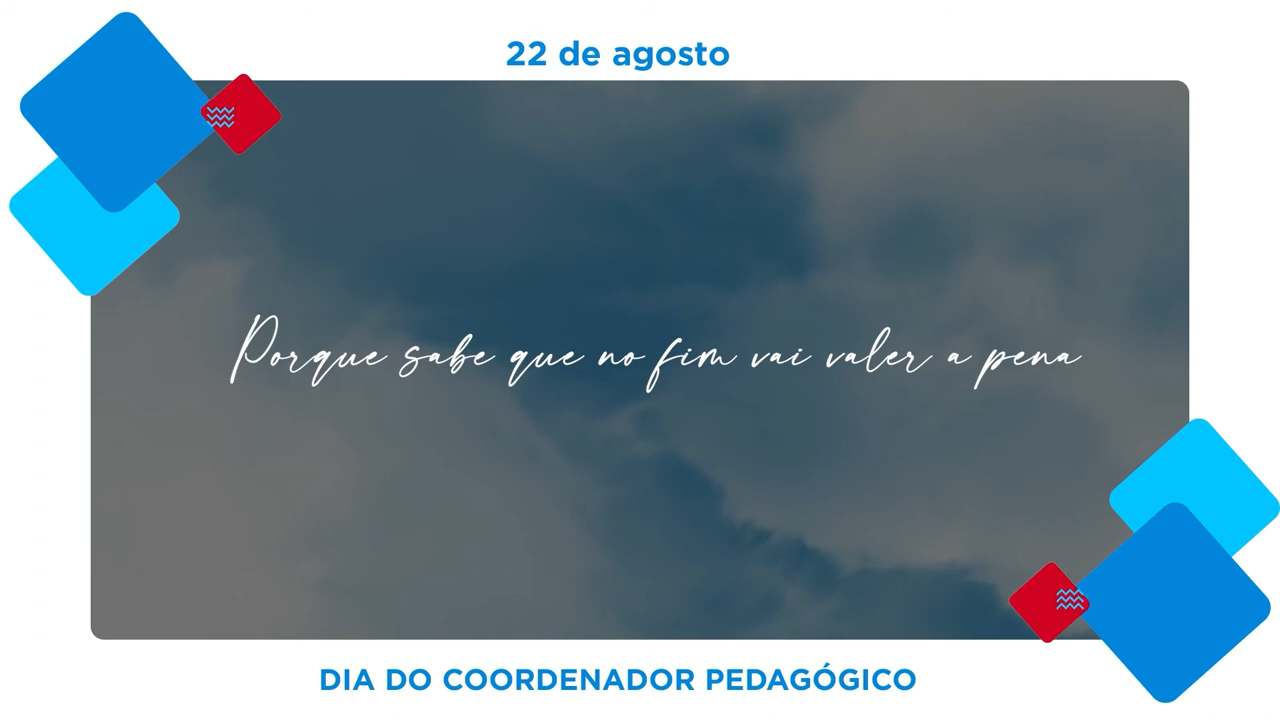 22 de agosto
Porque sabe que no fim vai valer a pena
DIA DO COORDENADOR PEDAGÓGICO